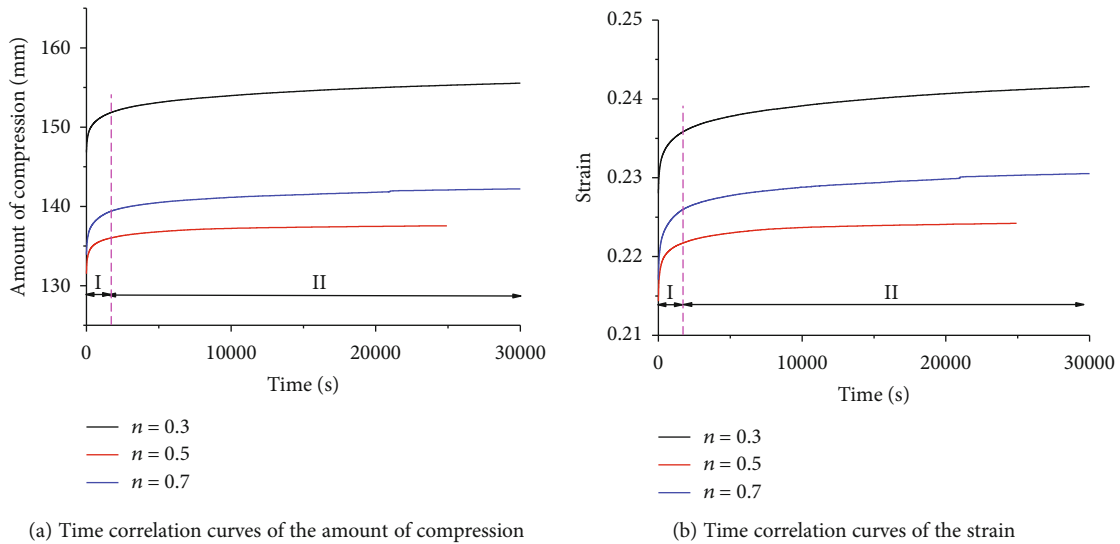 160
150
140
130
Amount of compression (mm)
I
II
0
10000
20000
30000
Time (s)
n = 0.3
n = 0.5
n = 0.7
(a) Time correlation curves of the amount of compression
0.25
0.24
0.23
0.22
0.21
Strain
I
II
0
10000
20000
30000
Time (s)
n = 0.3
n = 0.5
n = 0.7
(b) Time correlation curves of the strain